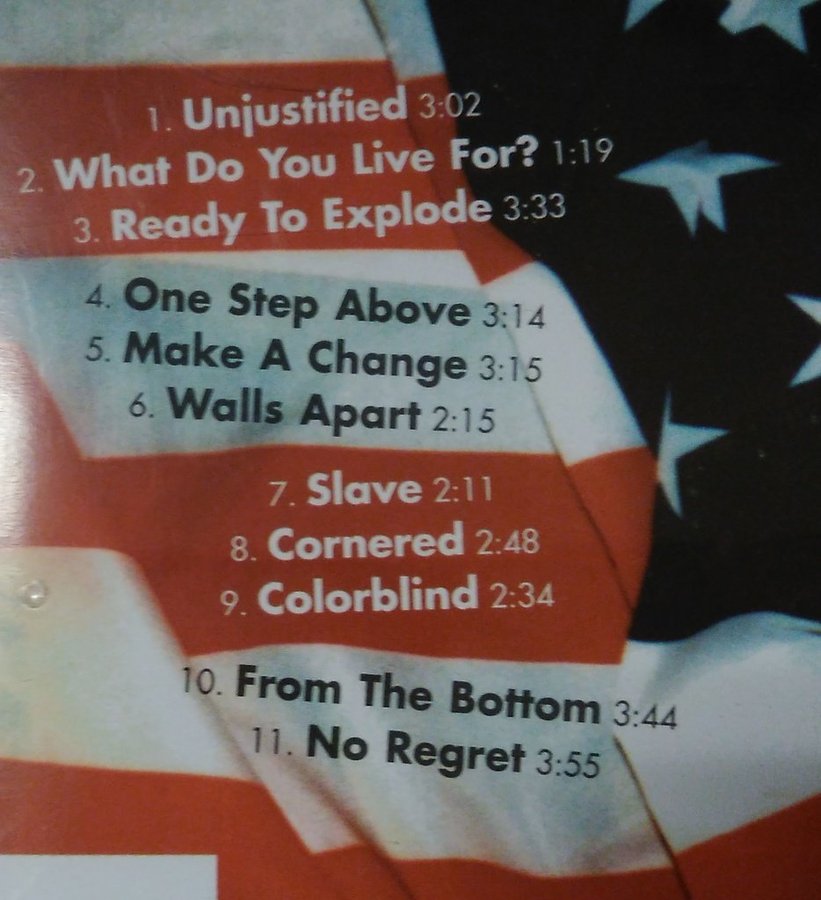 1. Unjustified 3:02
2. What Do You Live For? 1:19
3. Ready To Explode 3:33
4. One Step Above 3:14
5. Make A Change 3:15
6. Walls Apart 2:15
7. Slave 2:11
8. Cornered 2:48
9. Colorblind 2:34
10. From The Bottom 3:44
11. No Regret 3:55